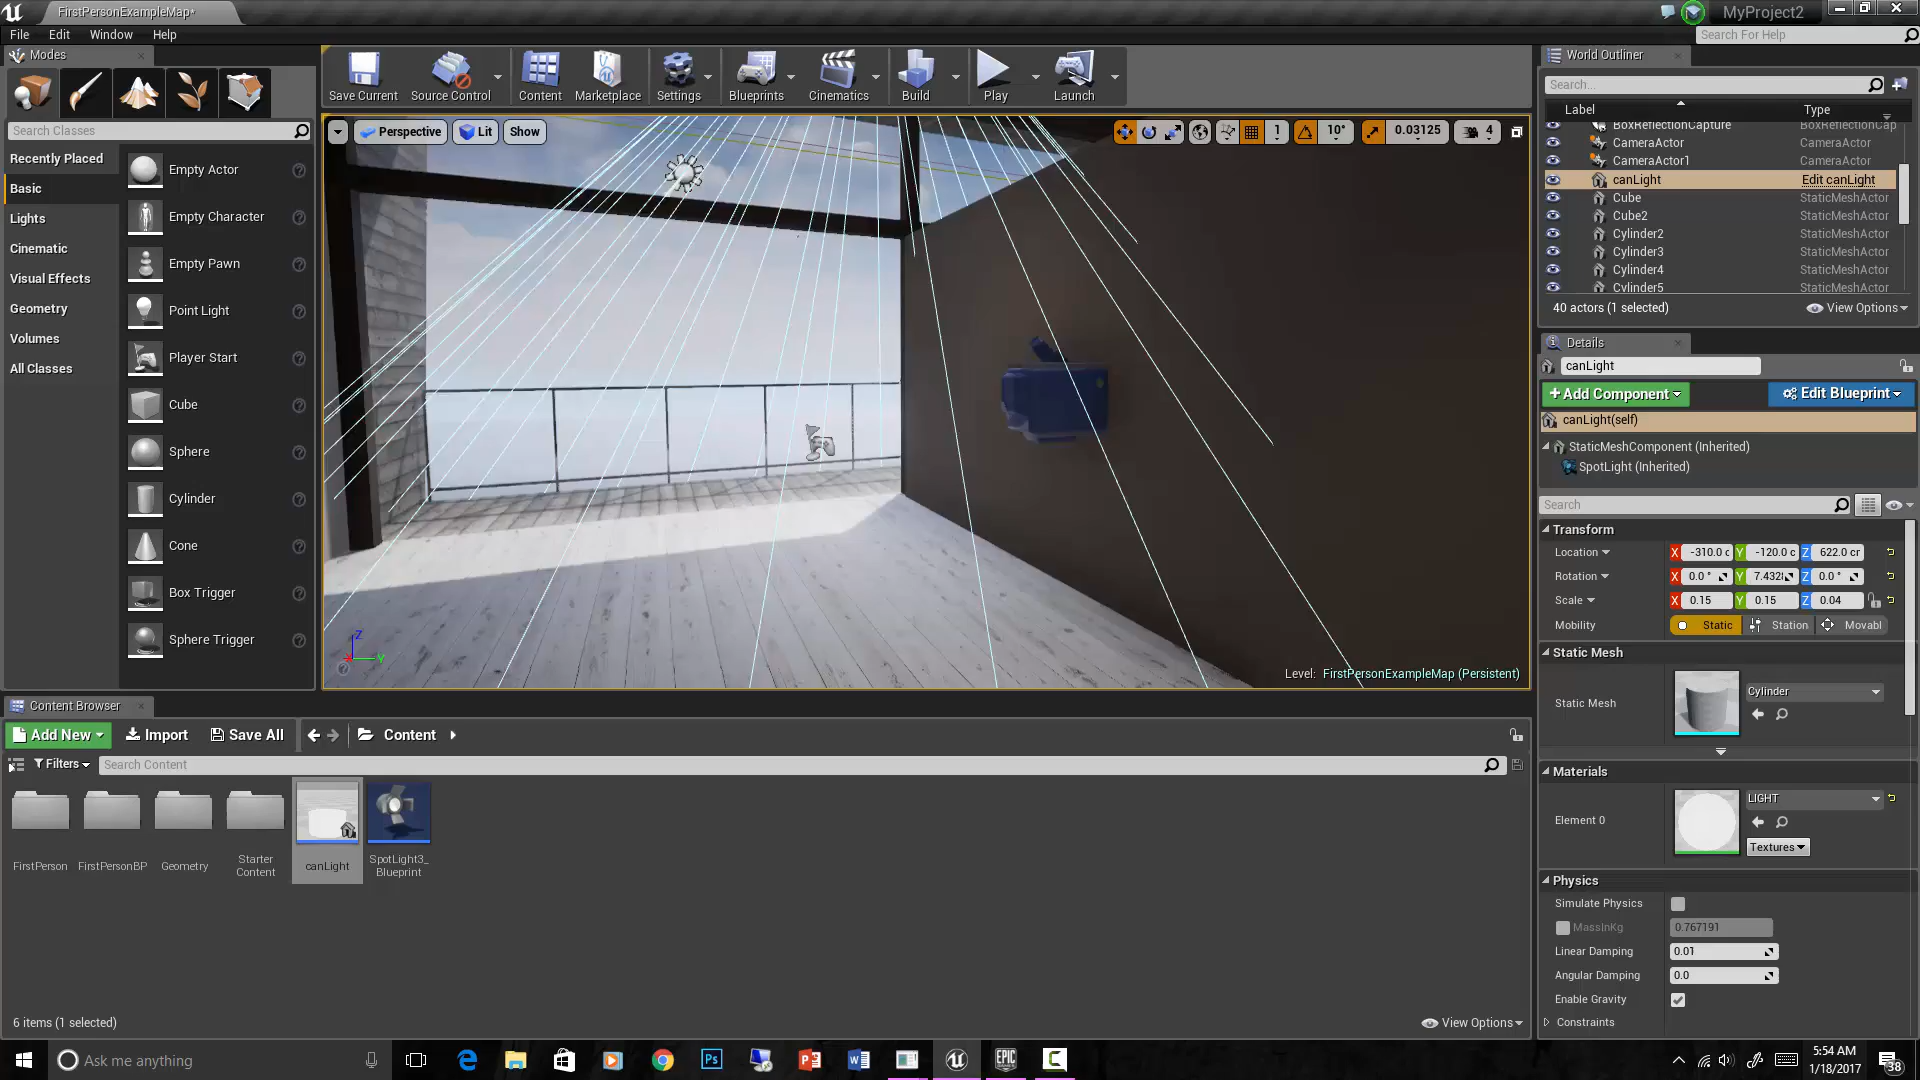 FirstPersonExampleMap*
MyProject2
File Edit Window Help
Search For Help
Modes
Save Current
Source Control
Content
Marketplace
Settings
Blueprints
Cinematics
Build
Play
Launch
World Outliner
Search...
Label Type
BoxReflectionCapture BoxReflectionCap
CameraActor CameraActor
CameraActor1 CameraActor
canLight Edit canLight
Cube StaticMeshActor
Cube2 StaticMeshActor
Cylinder2 StaticMeshActor
Cylinder3 StaticMeshActor
Cylinder4 StaticMeshActor
Cylinder5 StaticMeshActor
40 actors (1 selected)
View Options
Search Classes
Recently Placed
Basic
Lights
Cinematic
Visual Effects
Geometry
Volumes
All Classes
Empty Actor
Empty Character
Empty Pawn
Point Light
Player Start
Cube
Sphere
Cylinder
Cone
Box Trigger
Sphere Trigger
Perspective
Lit
Show
1
10°
0.03125
4
Z
Y
Level: FirstPersonExampleMap (Persistent)
Details
canLight
+Add Component
Edit Blueprint
canLight(self)
StaticMeshComponent (Inherited)
SpotLight (Inherited)
Search
Transform
Location X -310.0 c Y -120.0 c Z 622.0 cr
Rotation X 0.0 ° Y 7.432 Z 0.0 °
Scale X 0.15 Y 0.15 Z 0.04
Mobility Static Station Movabl
Static Mesh
Static Mesh
Cylinder
Materials
Element 0
LIGHT
Textures
Physics
Simulate Physics
MassInKg 0.767191
Linear Damping 0.01
Angular Damping 0.0
Enable Gravity
Constraints
Content Browser
Add New
Import
Save All
Content
Filters
Search Content
FirstPerson
FirstPersonBP
Geometry
Starter
Content
canLight
SpotLight3_
Blueprint
6 items (1 selected)
View Options
Ask me anything
5:54 AM
1/18/2017
38